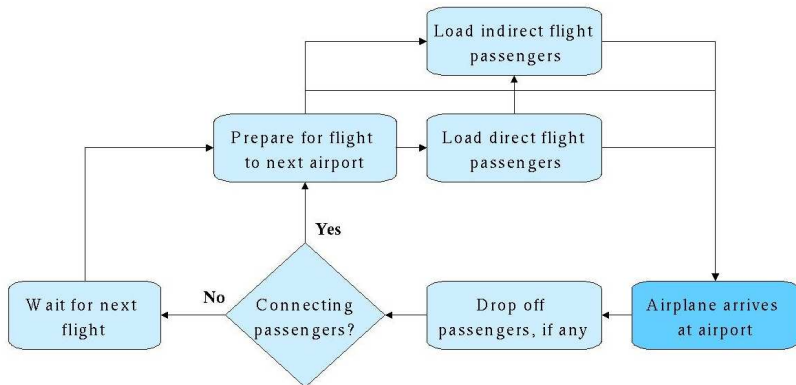 Load indirect flight
passengers
Prepare for flight
to next airport
Load direct flight
passengers
Yes
No
Wait for next
flight
Connecting
passengers?
Drop off
passengers, if any
Airplane arrives
at airport